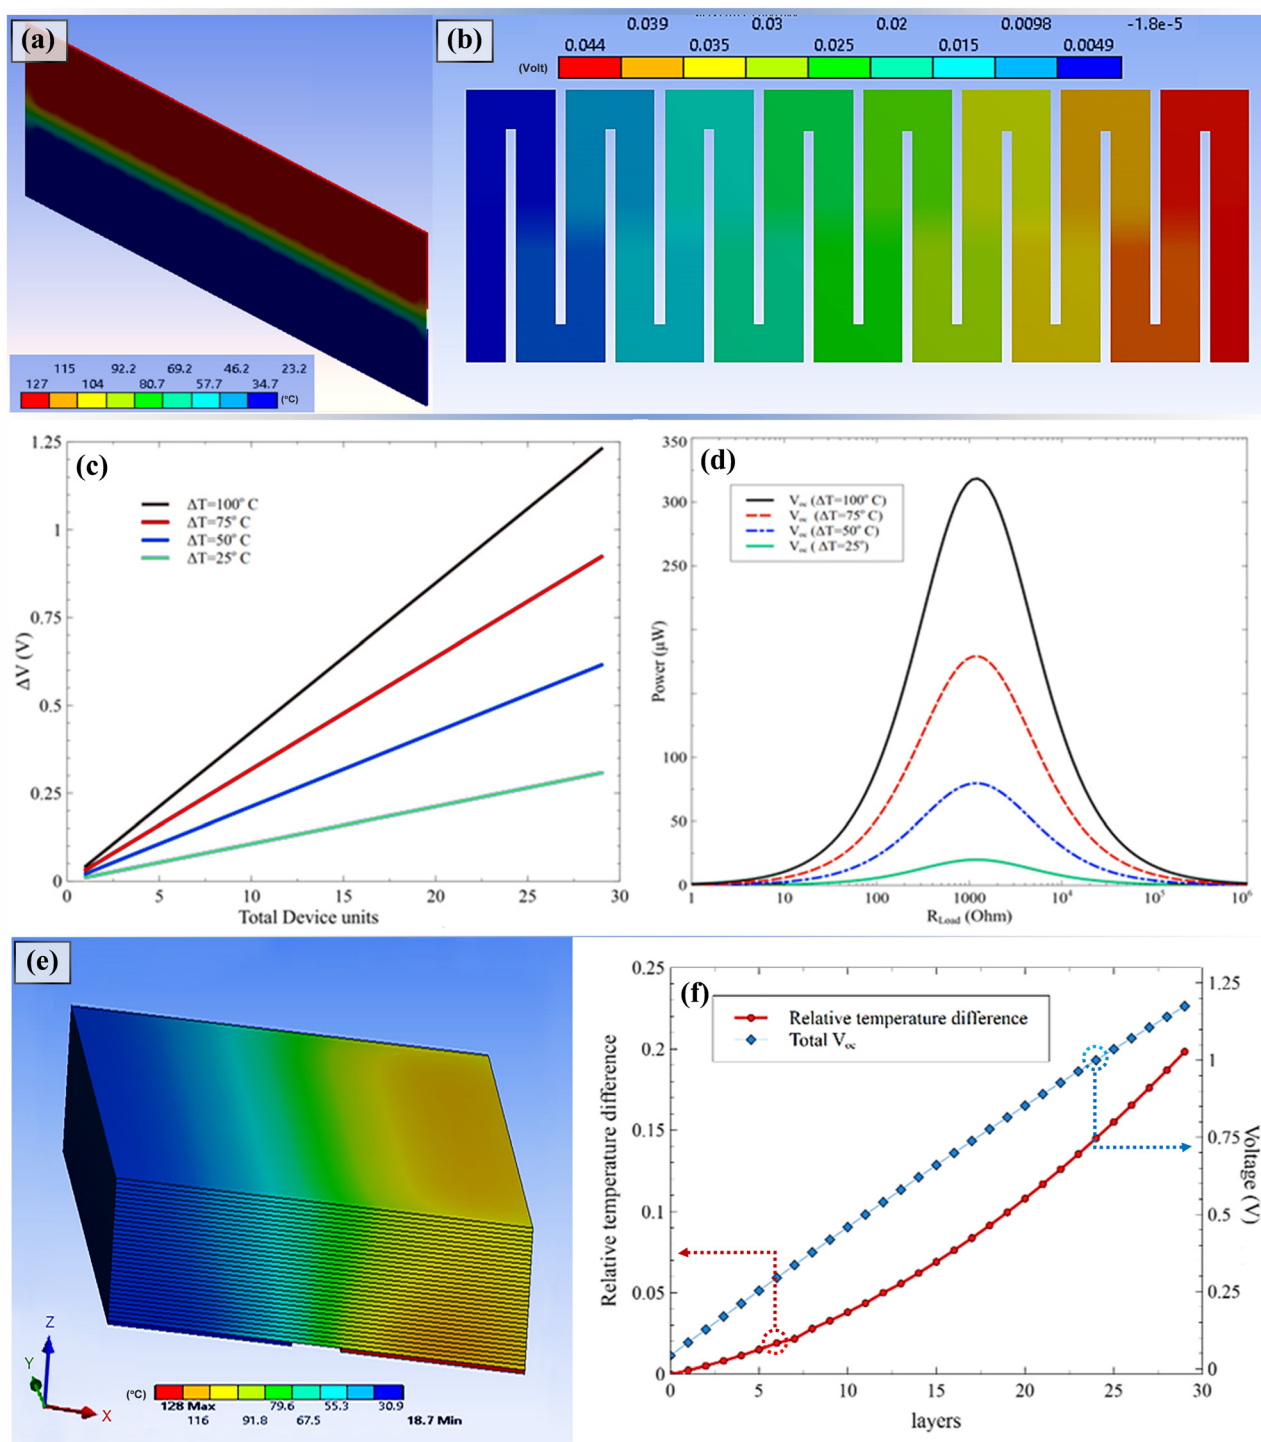 (a)
115 92.2 69.2 46.2 23.2
127 104 80.7 57.7 34.7 (°C)
(b)
0.039 0.03 0.02 0.0098 -1.8e-5
0.044 0.035 0.025 0.015 0.0049
(Volt)
(c)
1.25
1
0.75
0.5
0.25
0
ΔV (V)
ΔT=100° C
ΔT=75° C
ΔT=50° C
ΔT=25° C
0 5 10 15 20 25 30
Total Device units
(d)
350
300
250
100
50
0
Power (µW)
Voc (ΔT=100° C)
Voc (ΔT=75° C)
Voc (ΔT=50° C)
Voc (ΔT=25°)
1 10 100 1000 10⁴ 10⁵ 10⁶
RLoad (Ohm)
(e)
Z
Y
X
(°C)
128 Max 79.6 55.3 30.9
116 91.8 67.5 18.7 Min
(f)
0.25
0.2
0.15
0.1
0.05
0
Relative temperature difference
Relative temperature difference
Total Voc
1.25
1
0.75
0.5
0.25
0
Voltage (V)
0 5 10 15 20 25 30
layers